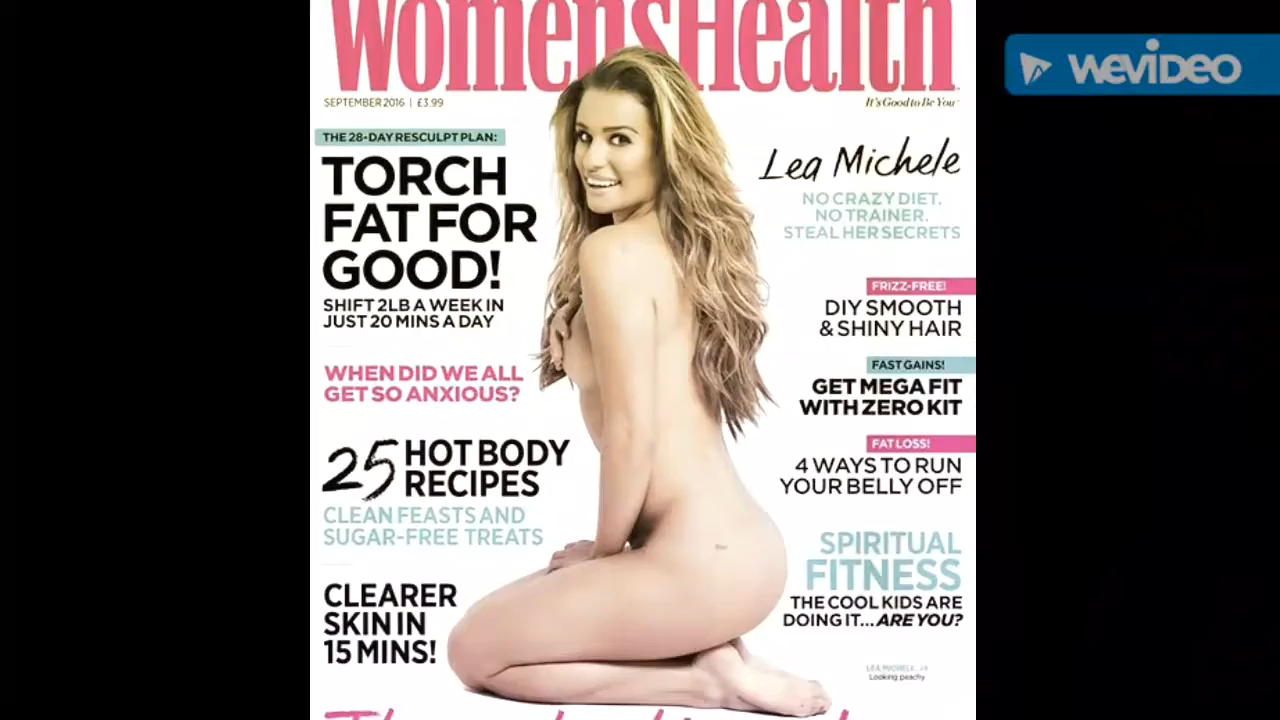 Women'sHealth
WEVIDEO
SEPTEMBER 2016 | £3.99
It's Good to Be You
THE 28-DAY RESCULPT PLAN:
TORCH
FAT FOR
GOOD!
SHIFT 2LB A WEEK IN
JUST 20 MINS A DAY
WHEN DID WE ALL
GET SO ANXIOUS?
25 HOT BODY
RECIPES
CLEAN FEASTS AND
SUGAR-FREE TREATS
CLEARER
SKIN IN
15 MINS!
Lea Michele
NO CRAZY DIET.
NO TRAINER.
STEAL HER SECRETS
FRIZZ-FREE!
DIY SMOOTH
& SHINY HAIR
FAST GAINS!
GET MEGA FIT
WITH ZERO KIT
FAT LOSS!
4 WAYS TO RUN
YOUR BELLY OFF
SPIRITUAL
FITNESS
THE COOL KIDS ARE
DOING IT...ARE YOU?
LEA MICHELE,
Looking peachy